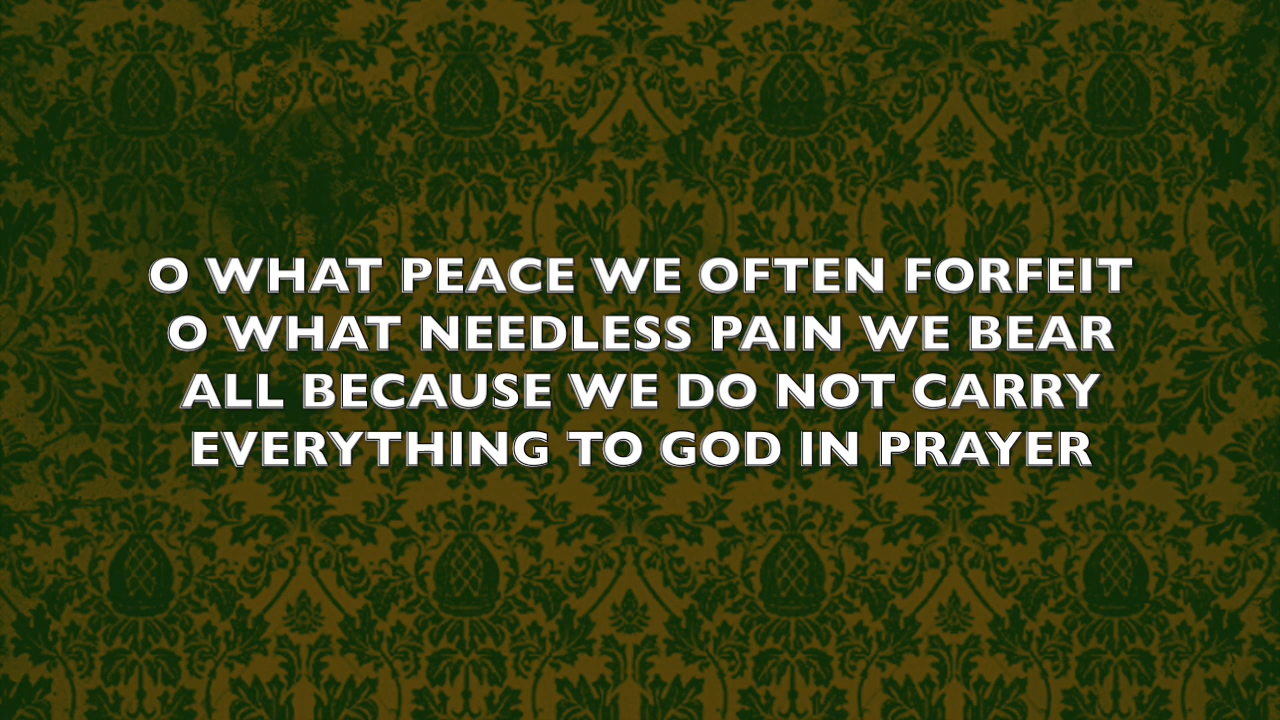 O WHAT PEACE WE OFTEN FORFEIT
O WHAT NEEDLESS PAIN WE BEAR
ALL BECAUSE WE DO NOT CARRY
EVERYTHING TO GOD IN PRAYER